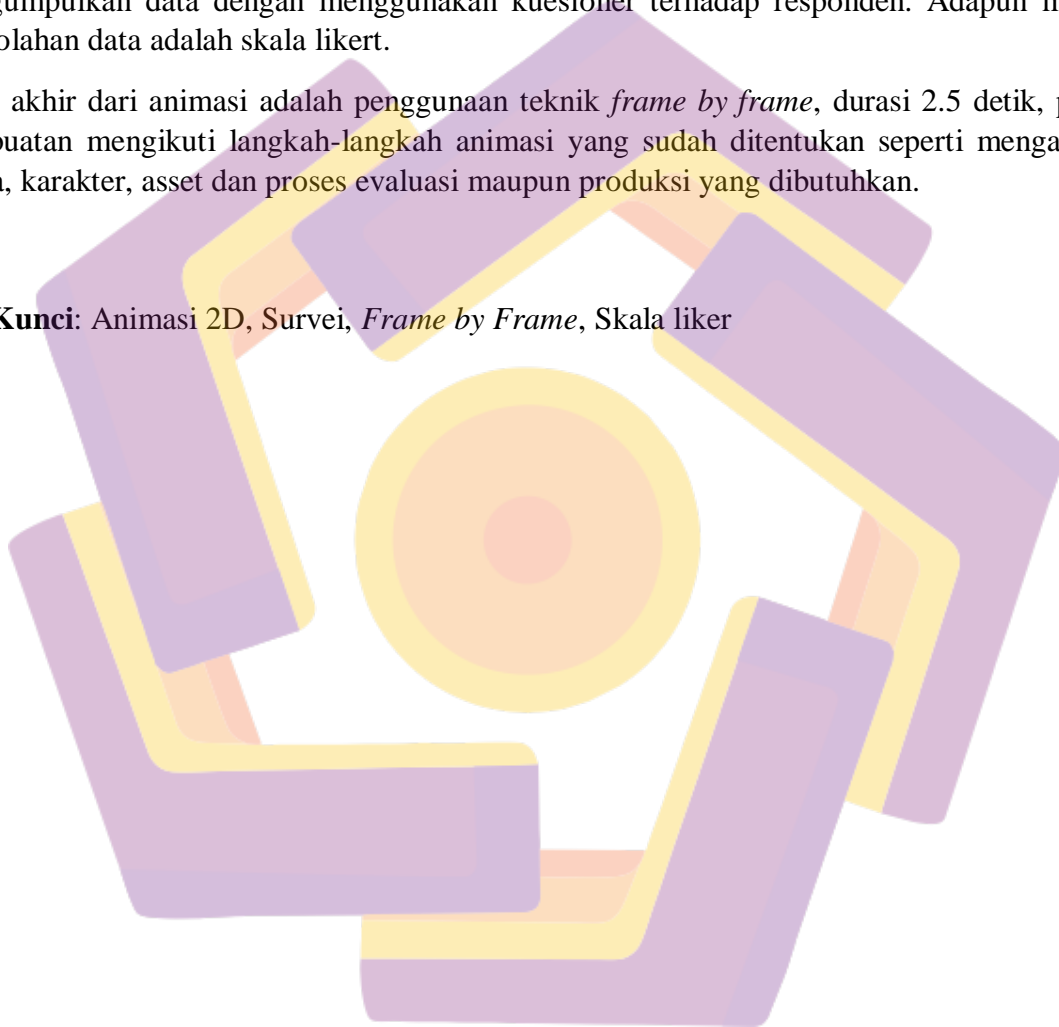 gumpulkan data dengan menggunakan kuesioner terhadap responden. Adapun
olahan data adalah skala likert.
akhir dari animasi adalah penggunaan teknik frame by frame, durasi 2.5 detik,
buatan mengikuti langkah-langkah animasi yang sudah ditentukan seperti menga
, karakter, asset dan proses evaluasi maupun produksi yang dibutuhkan.
Kunci: Animasi 2D, Survei, Frame by Frame, Skala liker